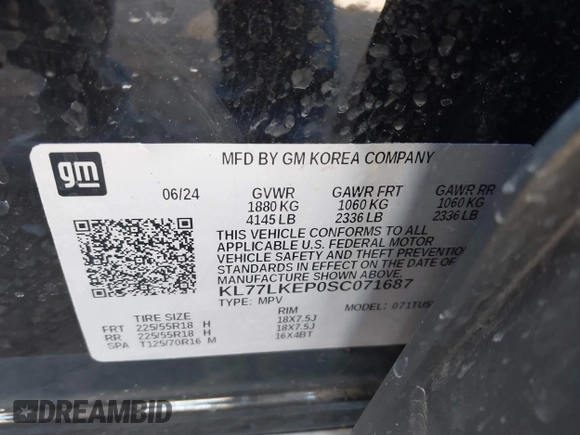 gm
MFD BY GM KOREA COMPANY
06/24 GVWR GAWR FRT GAWR RR
1880 KG 1060 KG 1060 KG
4145 LB 2336 LB 2336 LB
THIS VEHICLE CONFORMS TO ALL
APPLICABLE U.S. FEDERAL MOTOR
VEHICLE SAFETY AND THEFT PREVENTION
STANDARDS IN EFFECT ON THE DATE OF
MANUFACTURE SHOWN ABOVE.
KL77LKEP0SC071687
TYPE: MPV 071TUS
TIRE SIZE RIM
FRT 225/55R18 H 18X7.5J
RR 225/55R18 H 18X7.5J
SPA T125/70R16 M 16X4BT
DREAMBID